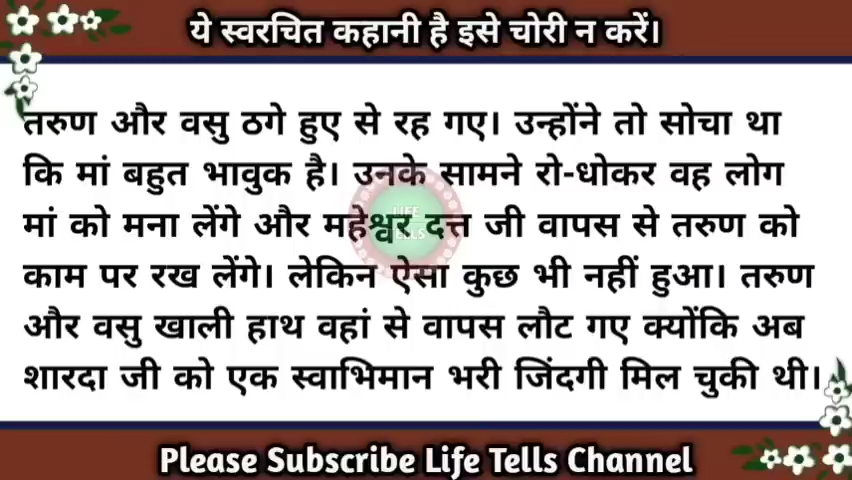 ये स्वरचित कहानी है इसे चोरी न करें।
तरुण और वसु ठगे हुए से रह गए। उन्होंने तो सोचा था
कि मां बहुत भावुक है। उनके सामने रो-धोकर वह लोग
मां को मना लेंगे और महेश्वर दत्त जी वापस से तरुण को
काम पर रख लेंगे। लेकिन ऐसा कुछ भी नहीं हुआ। तरुण
और वसु खाली हाथ वहां से वापस लौट गए क्योंकि अब
शारदा जी को एक स्वाभिमान भरी जिंदगी मिल चुकी थी।
LIFE
TELLS
Please Subscribe Life Tells Channel